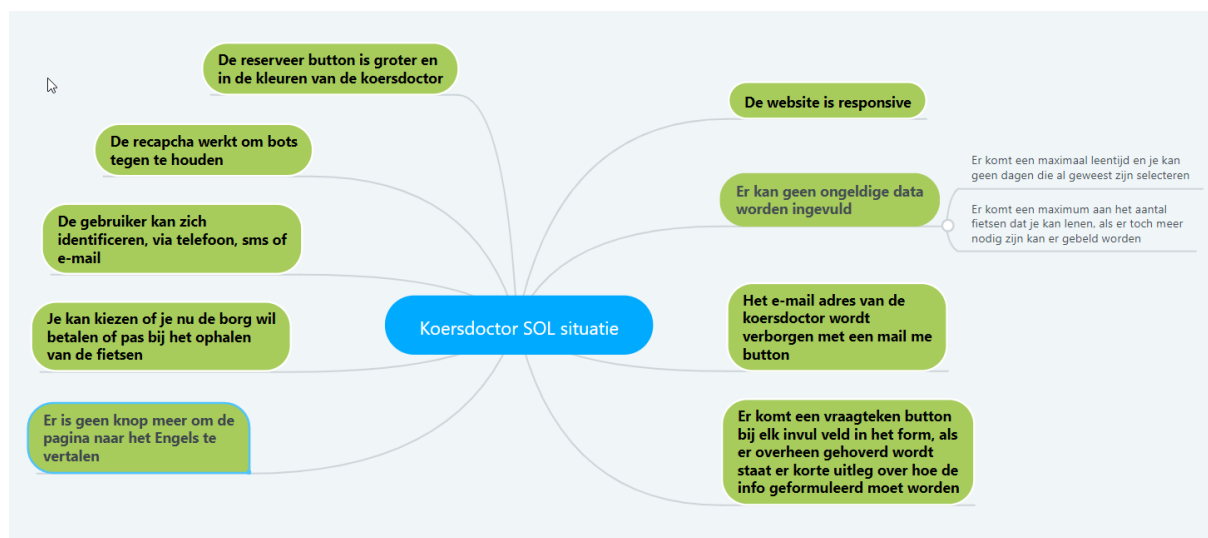 De reserveer button is groter en
in de kleuren van de koersdoctor
De recapcha werkt om bots
tegen te houden
De gebruiker kan zich
identificeren, via telefoon, sms of
e-mail
Je kan kiezen of je nu de borg wil
betalen of pas bij het ophalen
van de fietsen
Er is geen knop meer om de
pagina naar het Engels te
vertalen
Koersdoctor SOL situatie
De website is responsive
Er kan geen ongeldige data
worden ingevuld
Er komt een maximaal leentijd en je kan
geen dagen die al geweest zijn selecteren
Er komt een maximum aan het aantal
fietsen dat je kan lenen, als er toch meer
nodig zijn kan er gebeld worden
Het e-mail adres van de
koersdoctor wordt
verborgen met een mail me
button
Er komt een vraagteken button
bij elk invul veld in het form, als
er overheen gehoverd wordt
staat er korte uitleg over hoe de
info geformuleerd moet worden